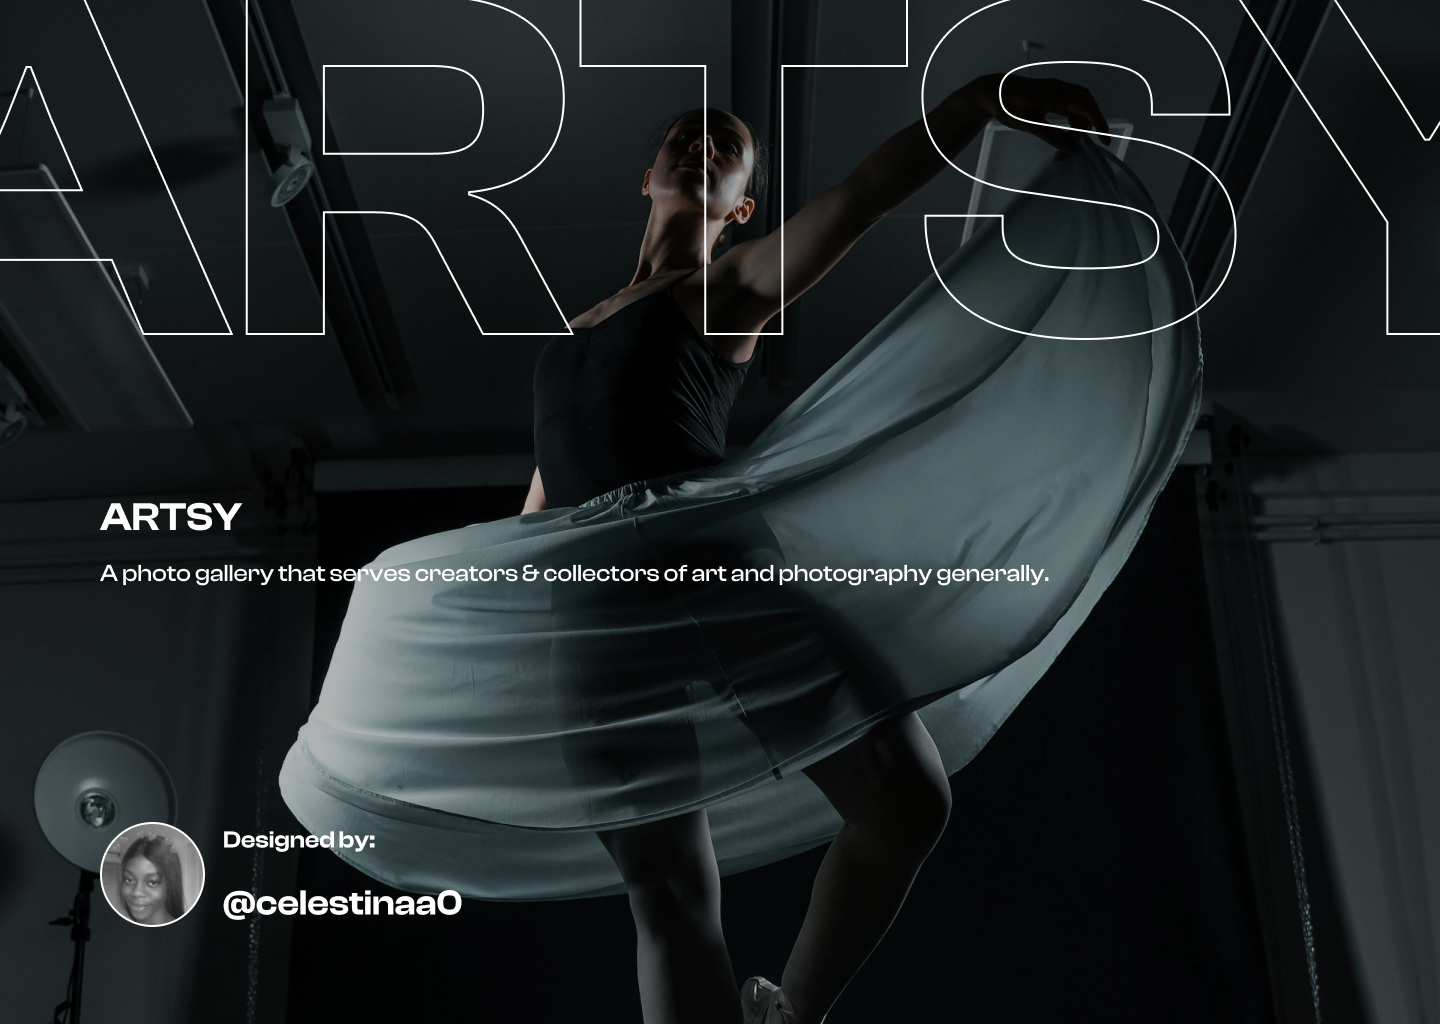 ARTSY
ARTSY
A photo gallery that serves creators & collectors of art and photography generally.
Designed by:
@celestinaa0